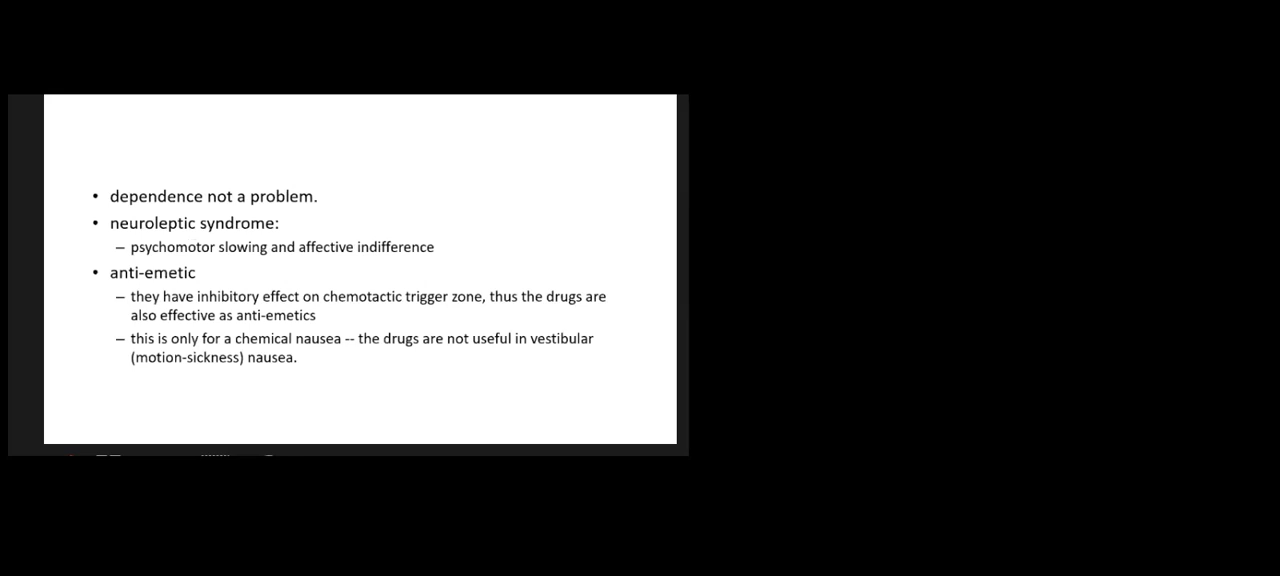 • dependence not a problem.
• neuroleptic syndrome:
– psychomotor slowing and affective indifference
• anti-emetic
– they have inhibitory effect on chemotactic trigger zone, thus the drugs are
also effective as anti-emetics
– this is only for a chemical nausea -- the drugs are not useful in vestibular
(motion-sickness) nausea.